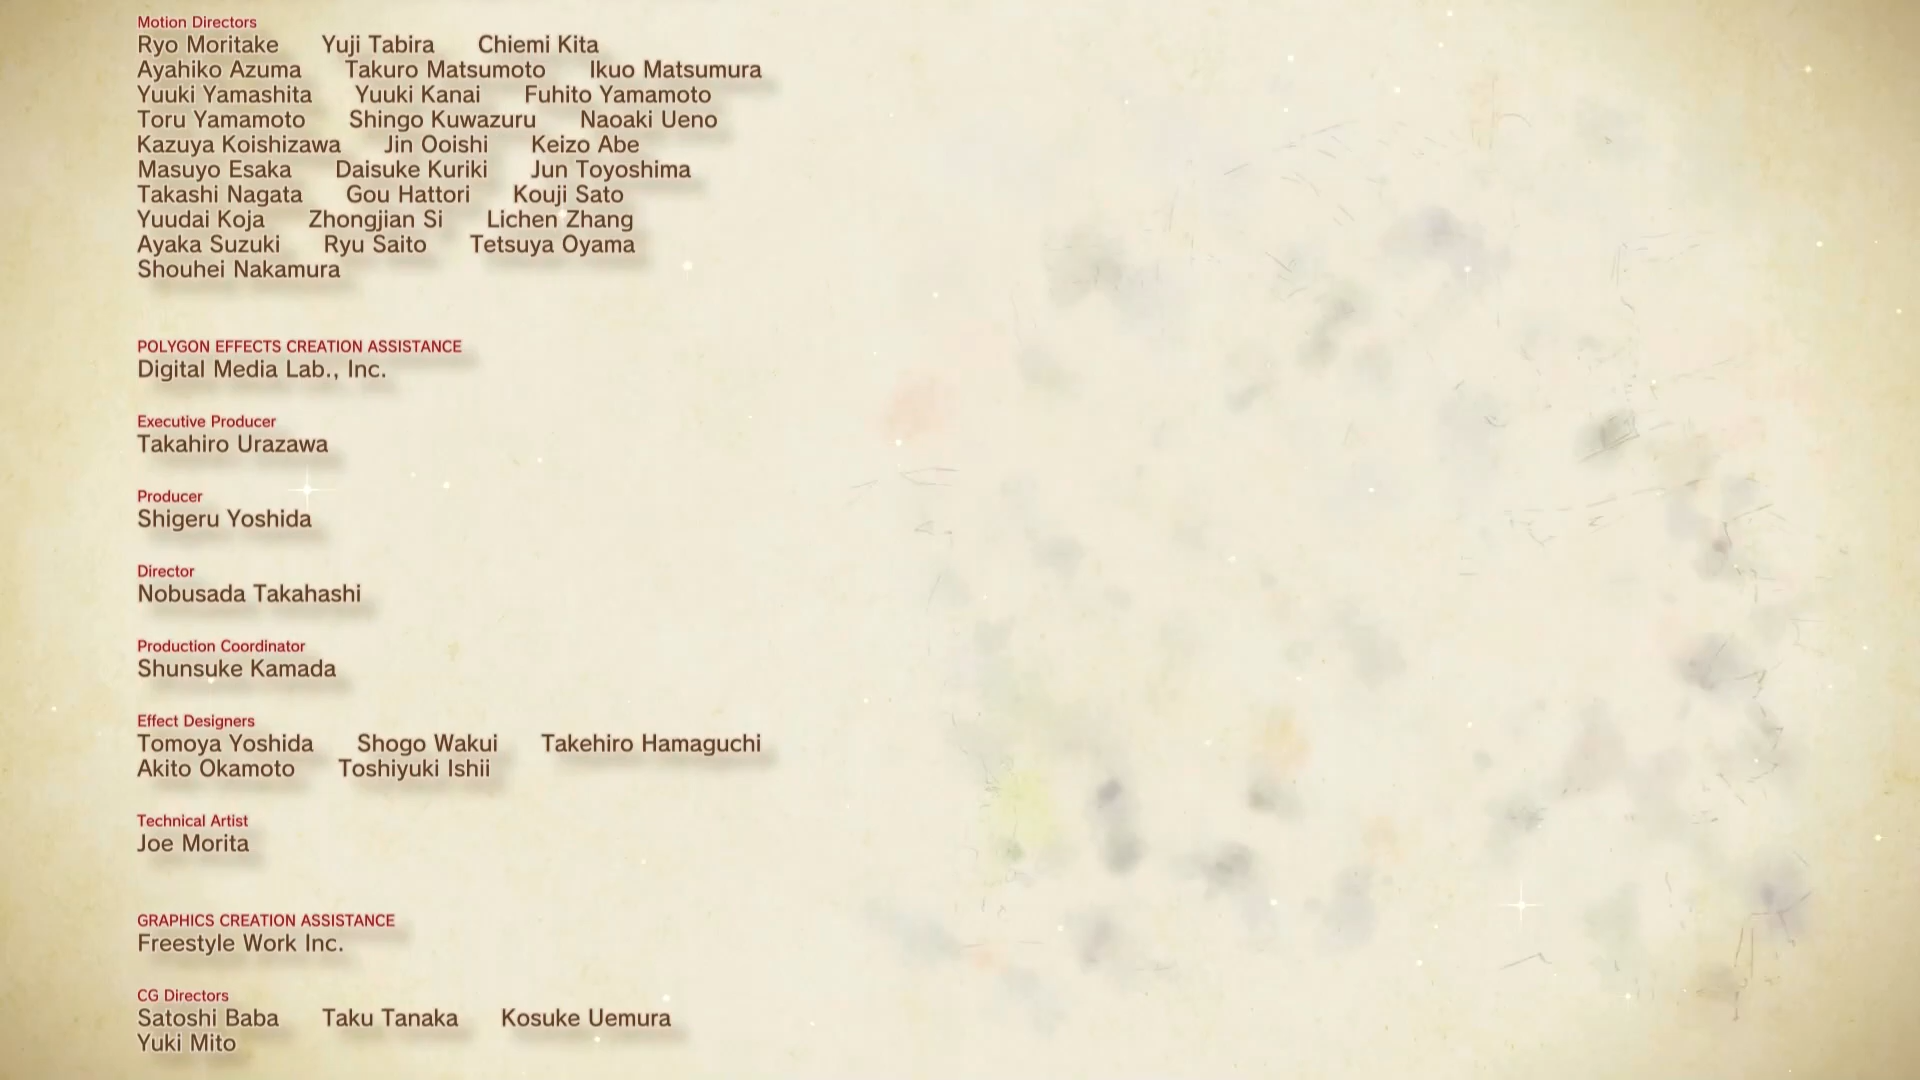 Motion Directors
Ryo Moritake Yuji Tabira Chiemi Kita
Ayahiko Azuma Takuro Matsumoto Ikuo Matsumura
Yuuki Yamashita Yuuki Kanai Fuhito Yamamoto
Toru Yamamoto Shingo Kuwazuru Naoaki Ueno
Kazuya Koishizawa Jin Ooishi Keizo Abe
Masuyo Esaka Daisuke Kuriki Jun Toyoshima
Takashi Nagata Gou Hattori Kouji Sato
Yuudai Koja Zhongjian Si Lichen Zhang
Ayaka Suzuki Ryu Saito Tetsuya Oyama
Shouhei Nakamura
POLYGON EFFECTS CREATION ASSISTANCE
Digital Media Lab., Inc.
Executive Producer
Takahiro Urazawa
Producer
Shigeru Yoshida
Director
Nobusada Takahashi
Production Coordinator
Shunsuke Kamada
Effect Designers
Tomoya Yoshida Shogo Wakui Takehiro Hamaguchi
Akito Okamoto Toshiyuki Ishii
Technical Artist
Joe Morita
GRAPHICS CREATION ASSISTANCE
Freestyle Work Inc.
CG Directors
Satoshi Baba Taku Tanaka Kosuke Uemura
Yuki Mito